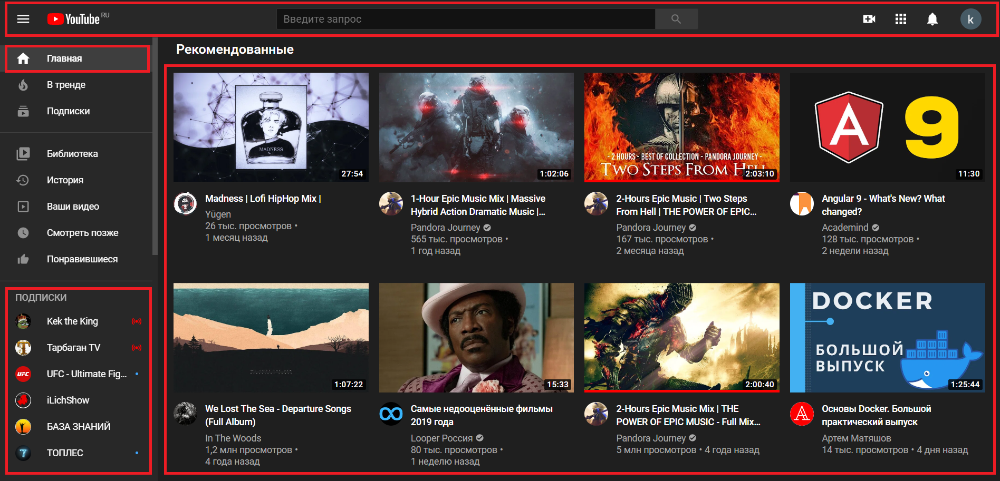 YouTube RU
Введите запрос
k
Главная
В тренде
Подписки
Библиотека
История
Ваши видео
Смотреть позже
Понравившиеся
ПОДПИСКИ
Kek the King
Тарбаган TV
UFC
UFC - Ultimate Fig...
iLichShow
БАЗА ЗНАНИЙ
ТОПЛЕС
Рекомендованные
MADNESS
№ 3
27:54
Madness | Lofi HipHop Mix |
Yūgen
26 тыс. просмотров •
1 месяц назад
1:02:06
1-Hour Epic Music Mix | Massive
Hybrid Action Dramatic Music |...
Pandora Journey
565 тыс. просмотров •
1 год назад
- 2 HOURS - BEST OF COLLECTION - PANDORA JOURNEY -
TWO STEPS FROM HELL
2:03:10
2-Hours Epic Music | Two Steps
From Hell | THE POWER OF EPIC...
Pandora Journey
167 тыс. просмотров •
2 месяца назад
A 9
11:30
Angular 9 - What's New? What
changed?
Academind
128 тыс. просмотров •
2 недели назад
WE LOST THE SEA
1:07:22
We Lost The Sea - Departure Songs
(Full Album)
In The Woods
1,2 млн просмотров •
4 года назад
15:33
Самые недооценённые фильмы
2019 года
Looper Россия
80 тыс. просмотров •
1 неделю назад
2:00:40
2-Hours Epic Music Mix | THE
POWER OF EPIC MUSIC - Full Mix...
Pandora Journey
5 млн просмотров • 4 года назад
DOCKER
БОЛЬШОЙ
ВЫПУСК
1:25:44
Основы Docker. Большой
практический выпуск
Артем Матяшов
14 тыс. просмотров • 4 дня назад